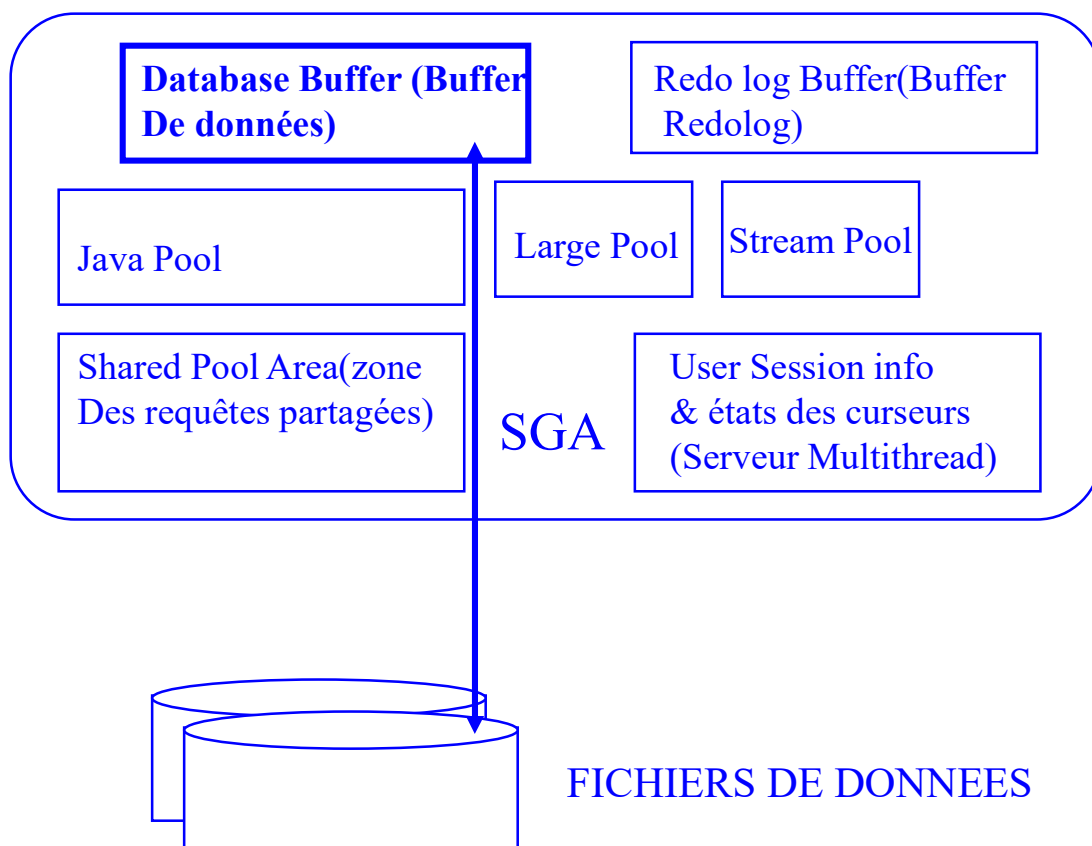 Database Buffer (Buffer
De données)
Redo log Buffer(Buffer
Redolog)
Java Pool
Large Pool
Stream Pool
Shared Pool Area(zone
Des requêtes partagées)
SGA
User Session info
& états des curseurs
(Serveur Multithread)
FICHIERS DE DONNEES